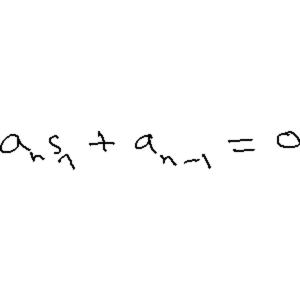 a_n s_1 + a_{n-1} = 0